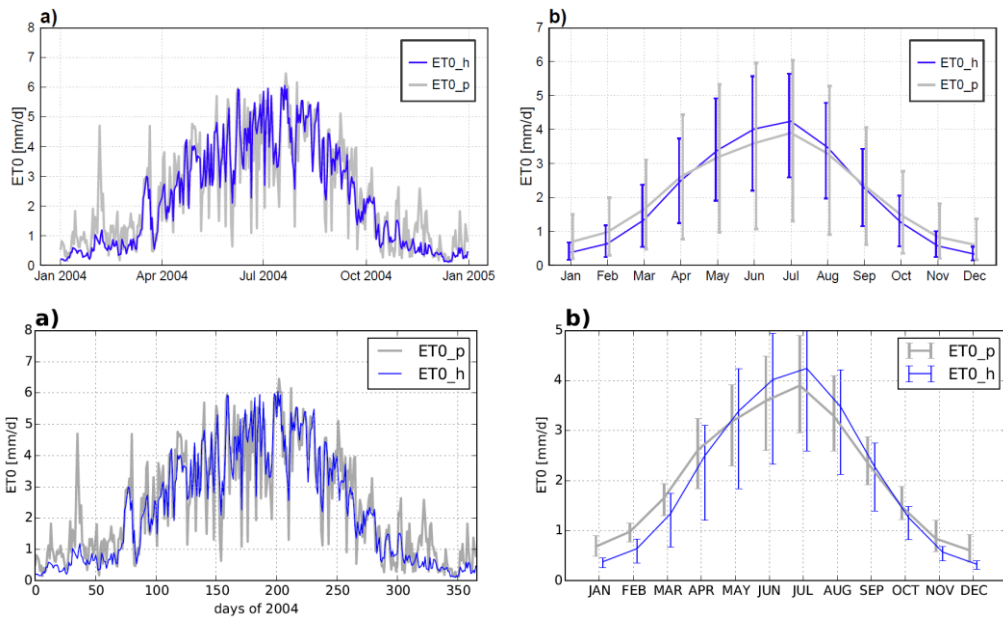 a)
8
7
6
5
4
3
2
1
0
ET0 [mm/d]
ET0_h
ET0_p
Jan 2004 Apr 2004 Jul 2004 Oct 2004 Jan 2005
b)
7
6
5
4
3
2
1
0
ET0 [mm/d]
ET0_h
ET0_p
Jan Feb Mar Apr May Jun Jul Aug Sep Oct Nov Dec
a)
8
7
6
5
4
3
2
1
0
ET0 [mm/d]
ET0_p
ET0_h
0 50 100 150 200 250 300 350
days of 2004
b)
5
4
3
2
1
0
ET0 [mm/d]
ET0_p
ET0_h
JAN FEB MAR APR MAY JUN JUL AUG SEP OCT NOV DEC